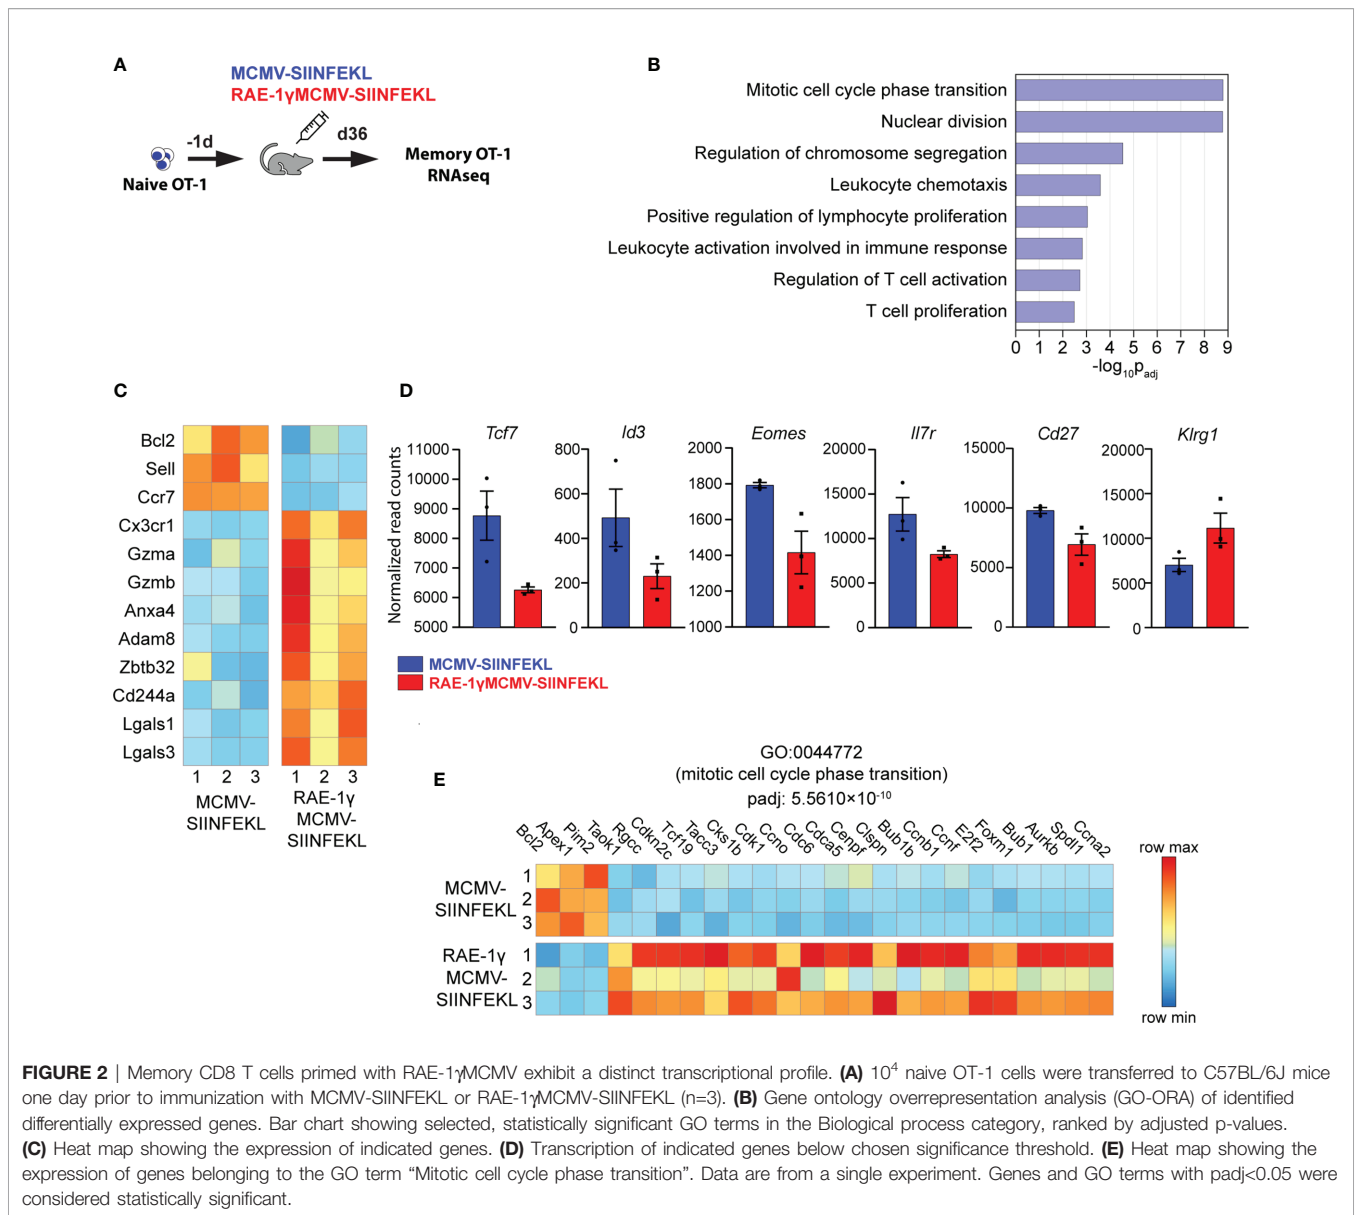 A
MCMV-SIINFEKL
RAE-1γMCMV-SIINFEKL
-1d
d36
Naive OT-1
Memory OT-1
RNAseq
B
Mitotic cell cycle phase transition
Nuclear division
Regulation of chromosome segregation
Leukocyte chemotaxis
Positive regulation of lymphocyte proliferation
Leukocyte activation involved in immune response
Regulation of T cell activation
T cell proliferation
0 1 2 3 4 5 6 7 8 9
-log10padj
C
Bcl2
Sell
Ccr7
Cx3cr1
Gzma
Gzmb
Anxa4
Adam8
Zbtb32
Cd244a
Lgals1
Lgals3
1 2 3 1 2 3
MCMV-
SIINFEKL
RAE-1γ
MCMV-
SIINFEKL
D
Normalized read counts
Tcf7
11000
10000
9000
8000
7000
6000
5000
Id3
800
600
400
200
0
Eomes
2000
1800
1600
1400
1200
1000
Il7r
20000
15000
10000
5000
0
Cd27
15000
10000
5000
0
Klrg1
20000
15000
10000
5000
0
MCMV-SIINFEKL
RAE-1γMCMV-SIINFEKL
E
GO:0044772
(mitotic cell cycle phase transition)
padj: 5.5610×10-10
Bcl2 Apex1 Pim2 Taok1 Rgcc Cdkn2c Tcf19 Tacc3 Cks1b Cdk1 Ccno Cdc6 Cdca5 Cenpf Clspn Bub1b Ccnb1 Ccnf E2f2 Foxm1 Bub1 Aurkb Spdl1 Ccna2
MCMV-
SIINFEKL
1
2
3
RAE-1γ
MCMV-
SIINFEKL
1
2
3
row max
row min
FIGURE 2 | Memory CD8 T cells primed with RAE-1γMCMV exhibit a distinct transcriptional profile. (A) 104 naive OT-1 cells were transferred to C57BL/6J mice
one day prior to immunization with MCMV-SIINFEKL or RAE-1γMCMV-SIINFEKL (n=3). (B) Gene ontology overrepresentation analysis (GO-ORA) of identified
differentially expressed genes. Bar chart showing selected, statistically significant GO terms in the Biological process category, ranked by adjusted p-values.
(C) Heat map showing the expression of indicated genes. (D) Transcription of indicated genes below chosen significance threshold. (E) Heat map showing the
expression of genes belonging to the GO term “Mitotic cell cycle phase transition”. Data are from a single experiment. Genes and GO terms with padj<0.05 were
considered statistically significant.